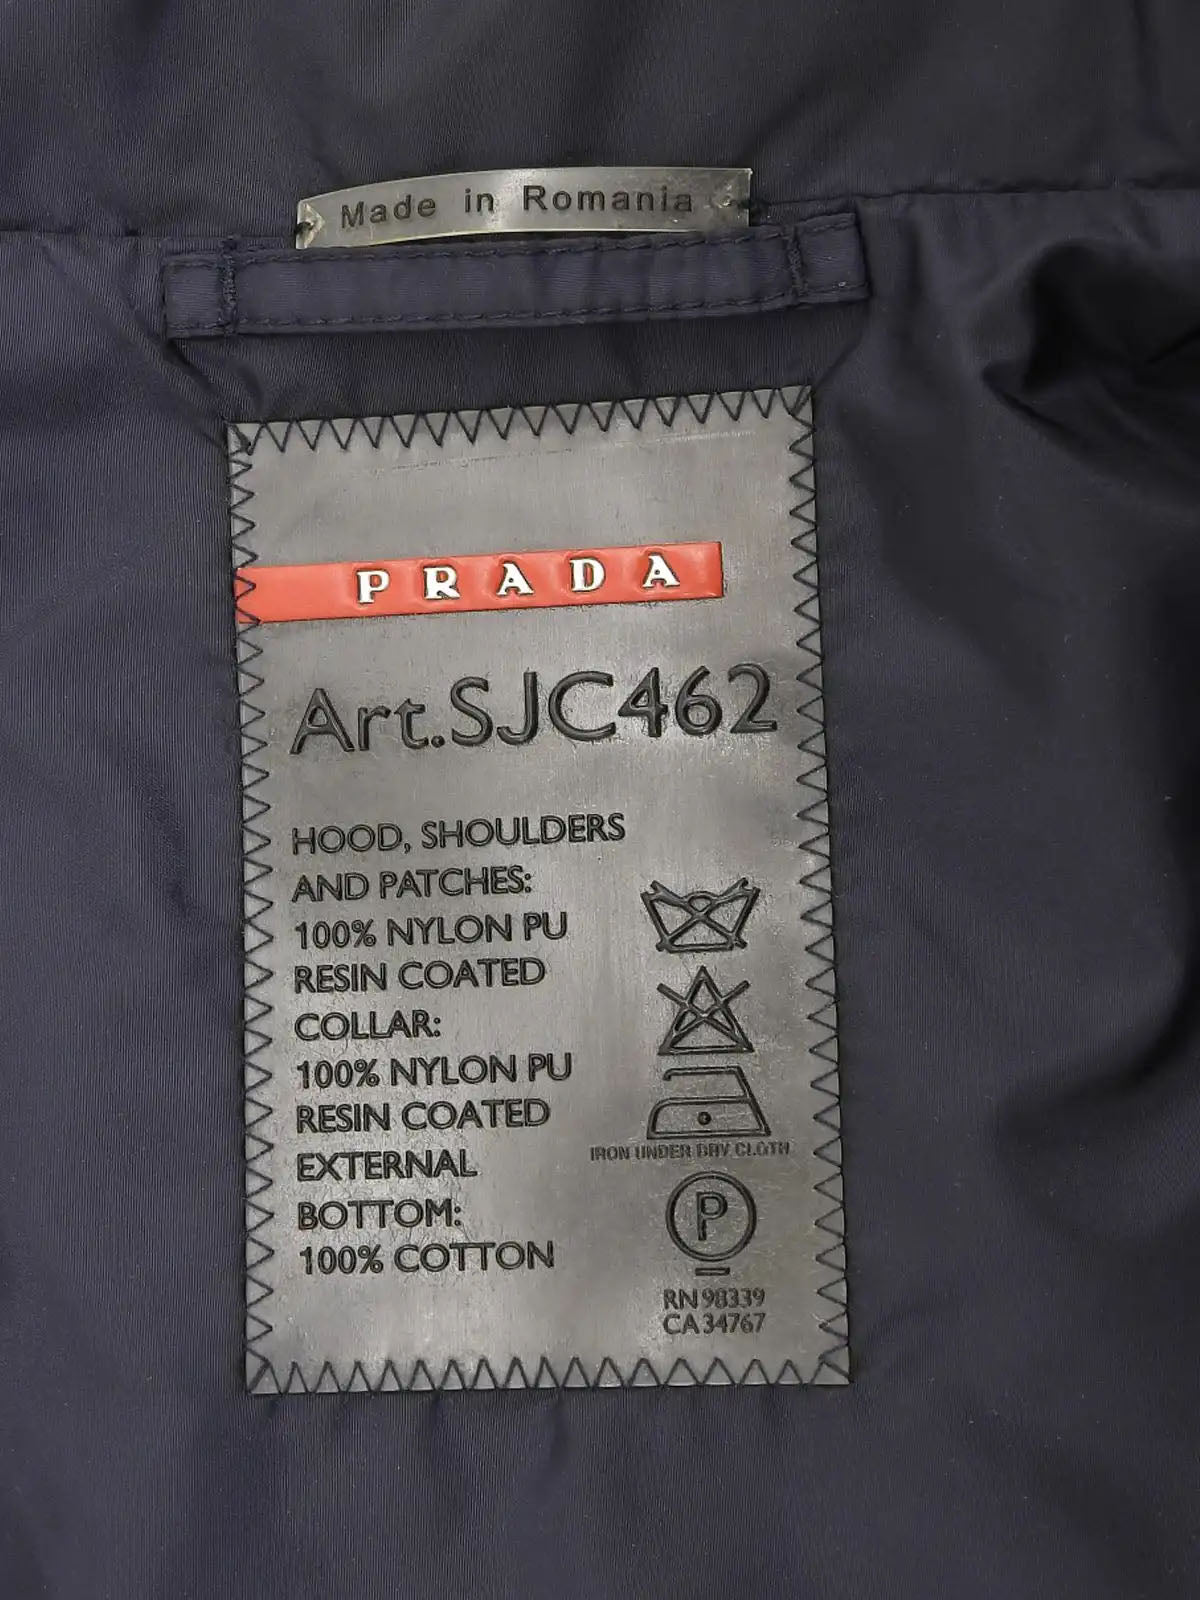 Made in Romania
PRADA
Art.SJC462
HOOD, SHOULDERS
AND PATCHES:
100% NYLON PU
RESIN COATED
COLLAR:
100% NYLON PU
RESIN COATED
EXTERNAL
BOTTOM:
100% COTTON
IRON UNDER DRY CLOTH
P
RN 98339
CA 34767